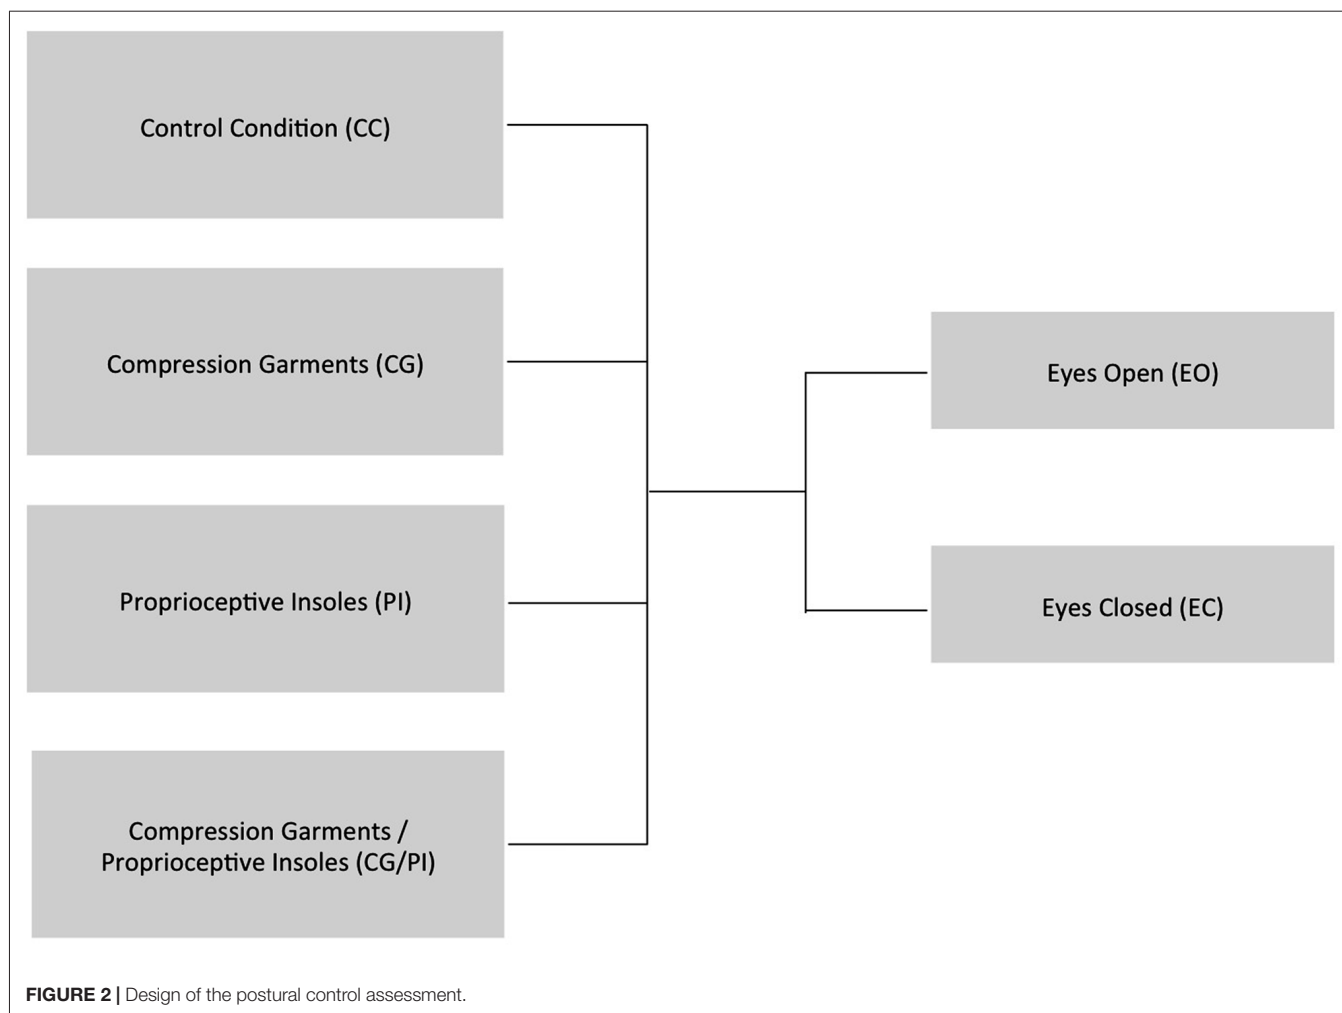 Control Condition (CC)
Compression Garments (CG)
Proprioceptive Insoles (PI)
Compression Garments /
Proprioceptive Insoles (CG/PI)
Eyes Open (EO)
Eyes Closed (EC)
FIGURE 2 | Design of the postural control assessment.